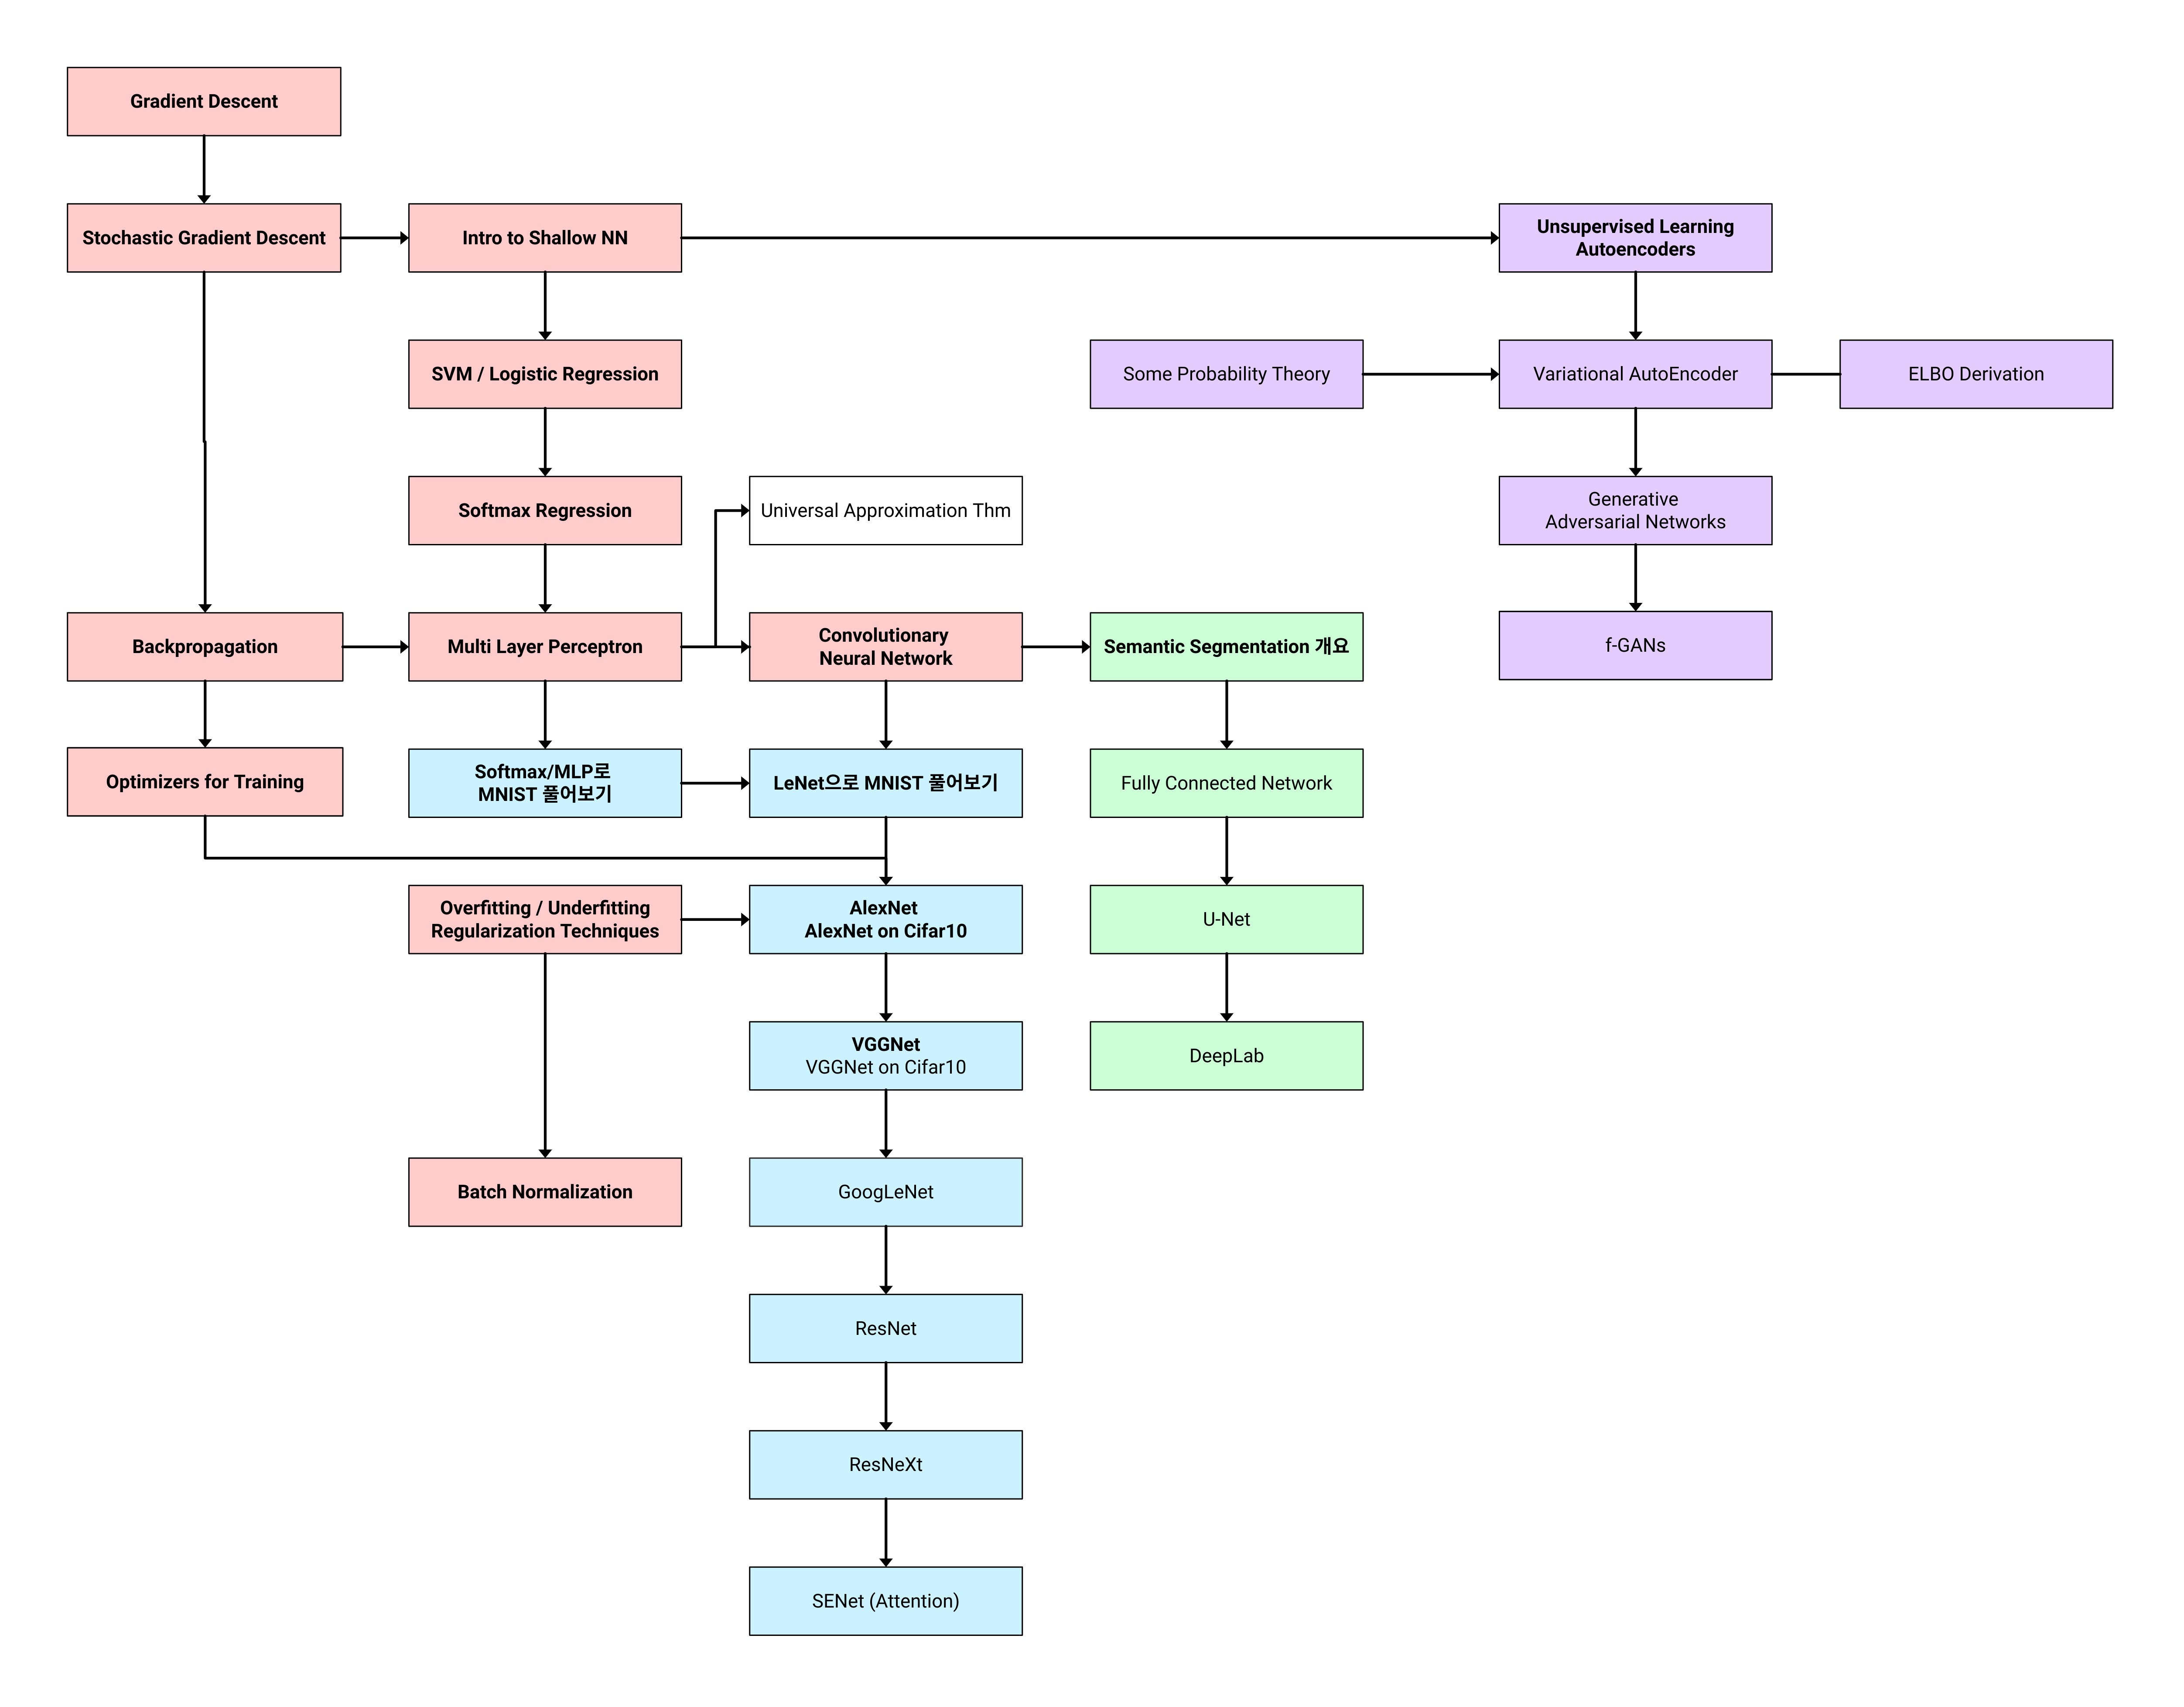 Gradient Descent
Stochastic Gradient Descent
Intro to Shallow NN
Unsupervised Learning
Autoencoders
SVM / Logistic Regression
Some Probability Theory
Variational AutoEncoder
ELBO Derivation
Softmax Regression
Universal Approximation Thm
Generative
Adversarial Networks
Backpropagation
Multi Layer Perceptron
Convolutionary
Neural Network
Semantic Segmentation 개요
f-GANs
Optimizers for Training
Softmax/MLP로
MNIST 풀어보기
LeNet으로 MNIST 풀어보기
Fully Connected Network
Overfitting / Underfitting
Regularization Techniques
AlexNet
AlexNet on Cifar10
U-Net
VGGNet
VGGNet on Cifar10
DeepLab
Batch Normalization
GoogLeNet
ResNet
ResNeXt
SENet (Attention)